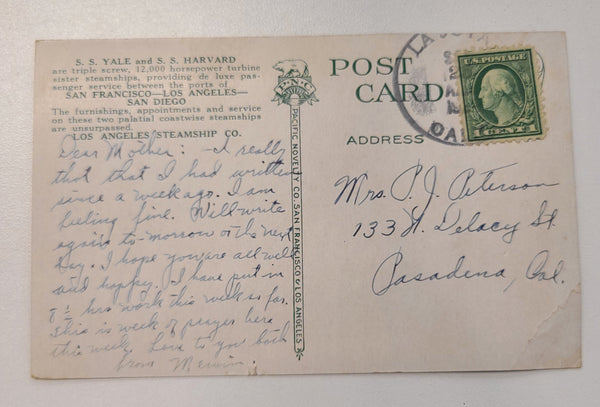 S. S. YALE and S. S. HARVARD
are triple screw, 12,000 horsepower turbine
sister steamships, providing de luxe pas-
senger service between the ports of
SAN FRANCISCO—LOS ANGELES—
SAN DIEGO
The furnishings, appointments and service
on these two palatial coastwise steamships
are unsurpassed.
LOS ANGELES STEAMSHIP CO.
Dear Mother: - I really
thot that I had written
since a week ago. I am
feeling fine. Will write
again to-morrow or the next
day. I hope you are all well
and happy. I have put in
8½ hrs work this week so far.
This is week of prayer here
this week. Love to you both
from Merwin.
P.N.C.
PACIFIC NOVELTY CO. SAN FRANCISCO & LOS ANGELES
POST
CARD
ADDRESS
LA
U.S. POSTAGE
1 CENT 1
Mrs. P. J. Peterson
133 N. Delacy St.
Pasadena, Cal.